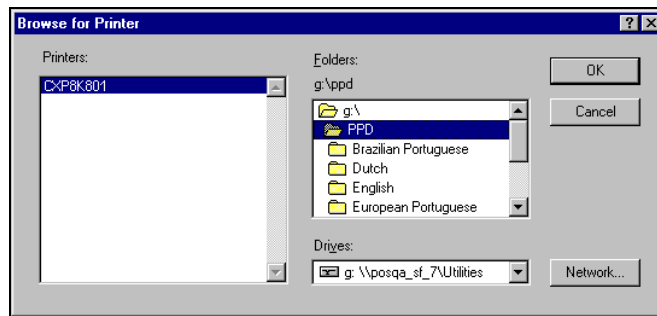 Browse for Printer
Printers:
CXP8K801
Folders:
g:\ppd
g:\
PPD
Brazilian Portuguese
Dutch
English
European Portuguese
Drives:
g: \\posqa_sf_7\Utilities
OK
Cancel
Network...